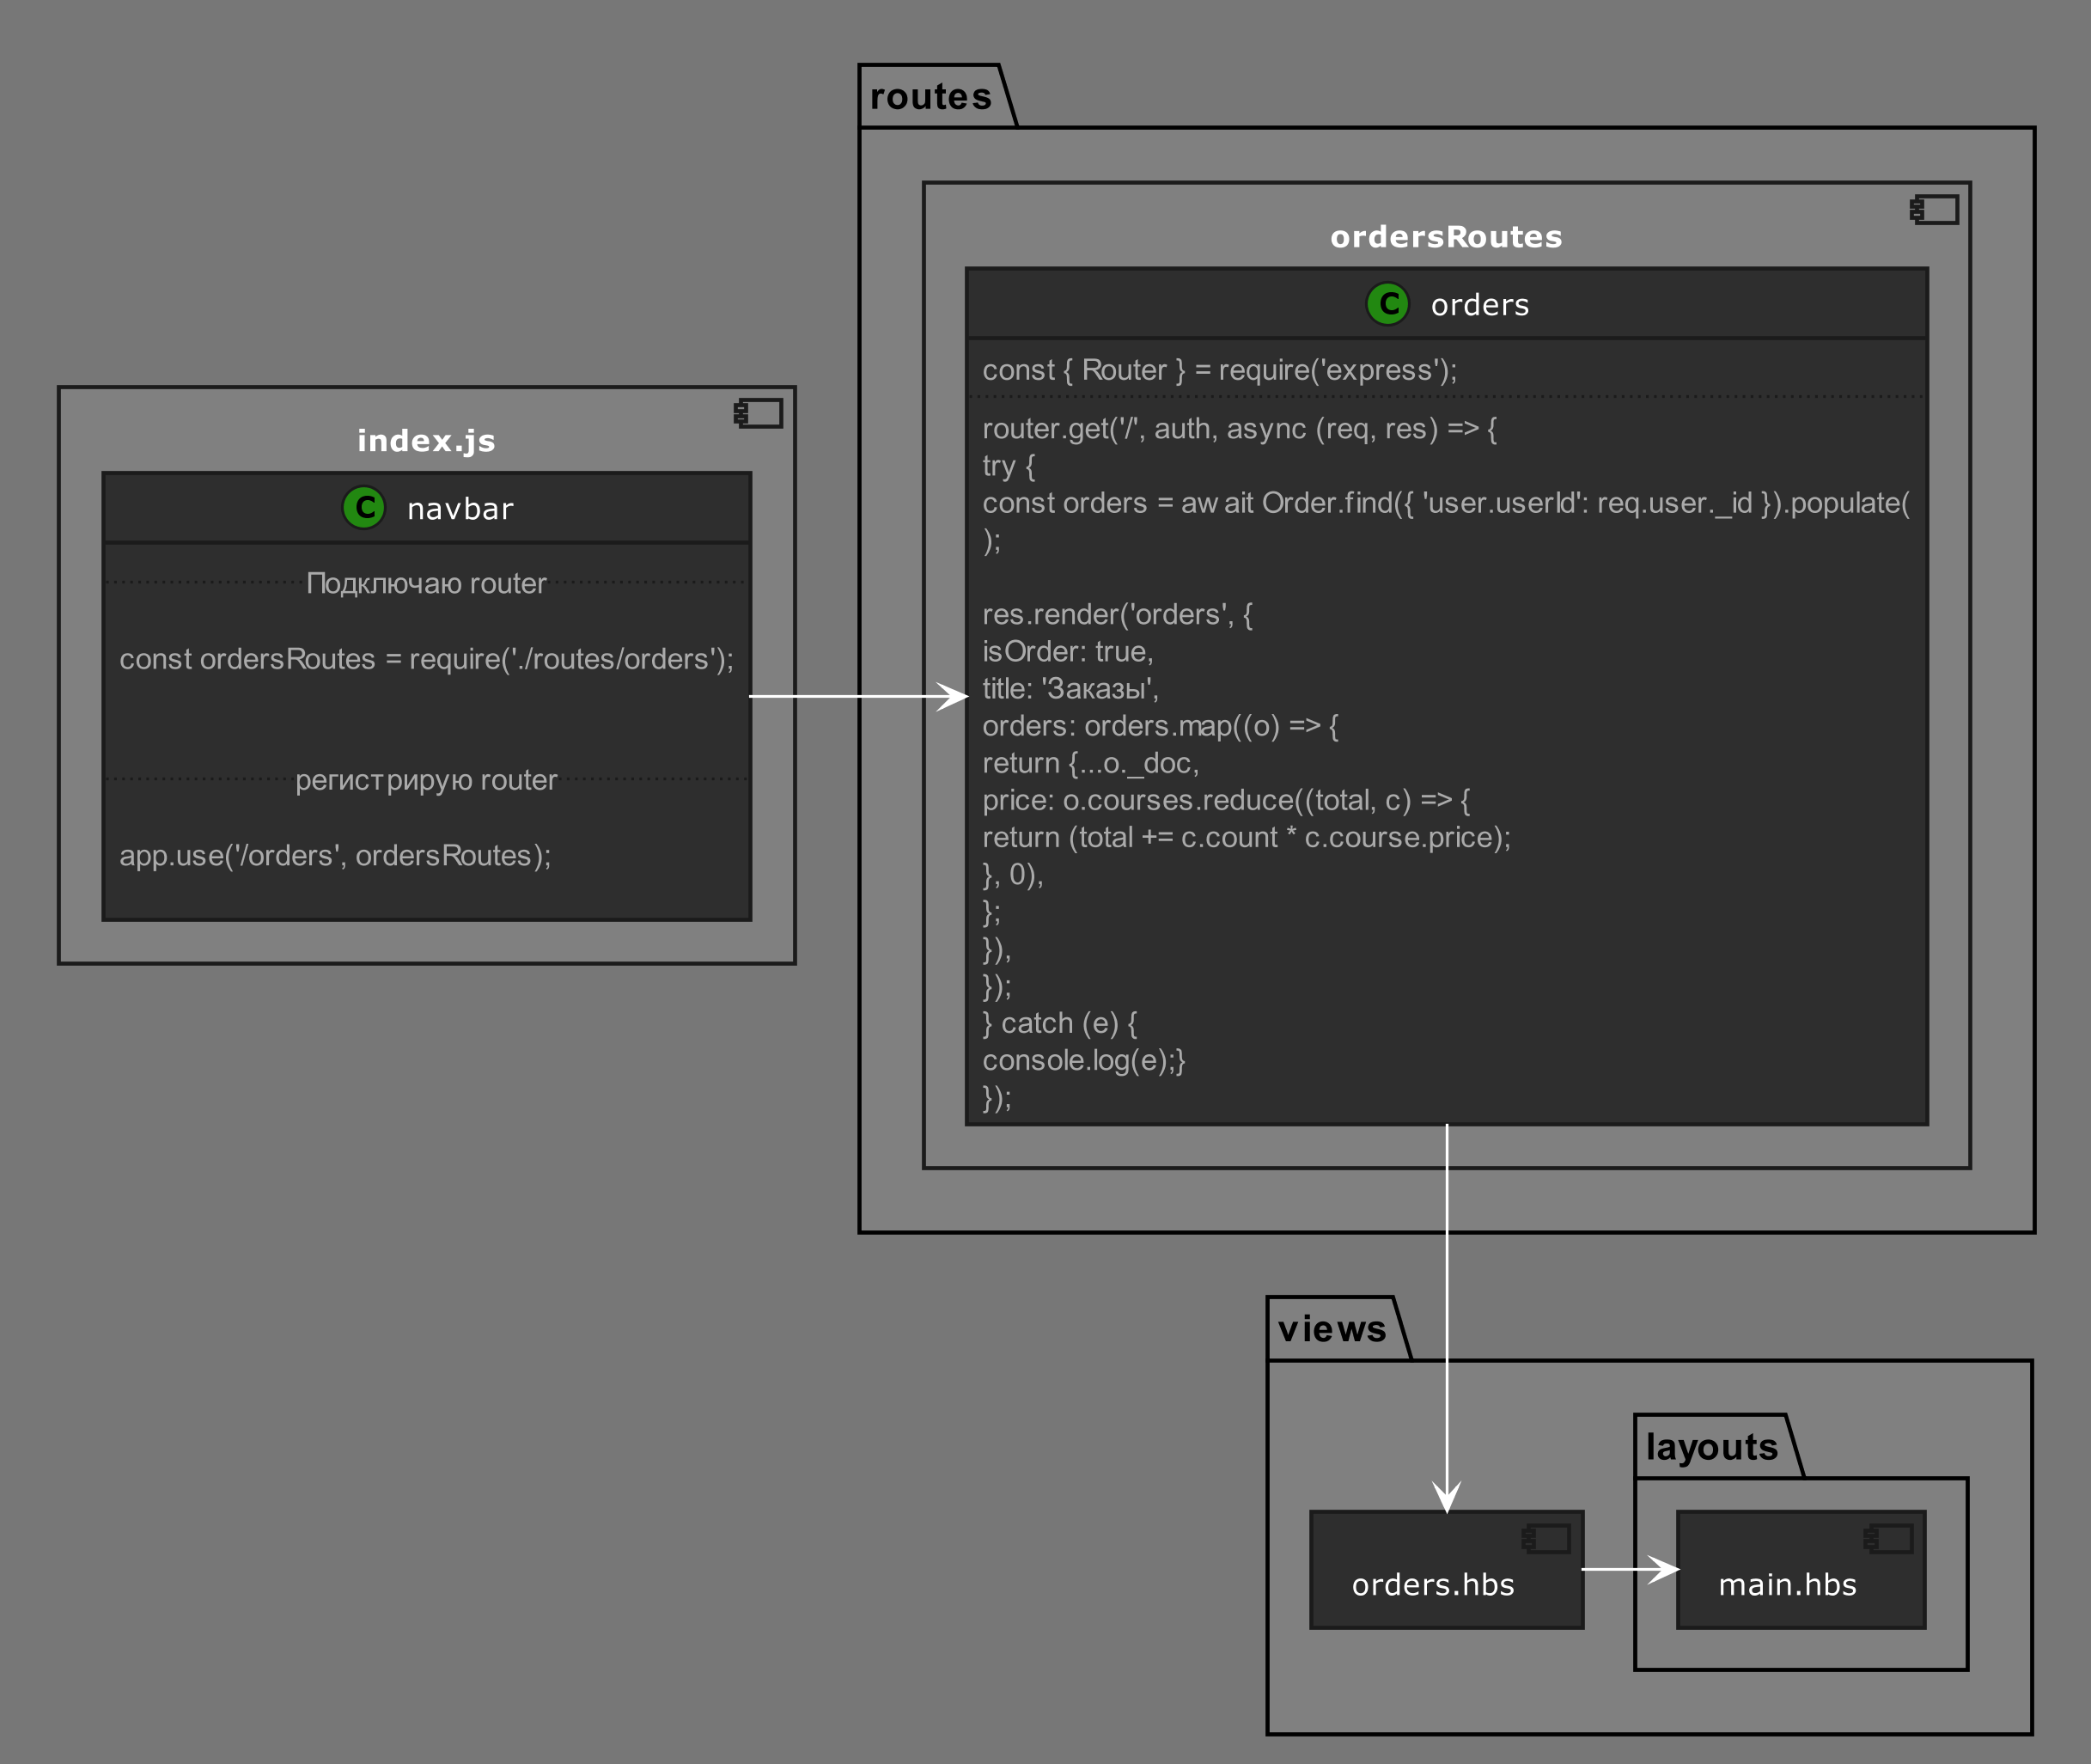 routes
ordersRoutes
C orders
const { Router } = require('express');
router.get('/', auth, async (req, res) => {
try {
const orders = await Order.find({ 'user.userId': req.user._id }).populate(
);
res.render('orders', {
isOrder: true,
title: 'Заказы',
orders: orders.map((o) => {
return {...o._doc,
price: o.courses.reduce((total, c) => {
return (total += c.count * c.course.price);
}, 0),
};
}),
});
} catch (e) {
console.log(e);}
});
index.js
C navbar
Подключаю router
const ordersRoutes = require('./routes/orders');
регистрирую router
app.use('/orders', ordersRoutes);
views
layouts
orders.hbs
main.hbs